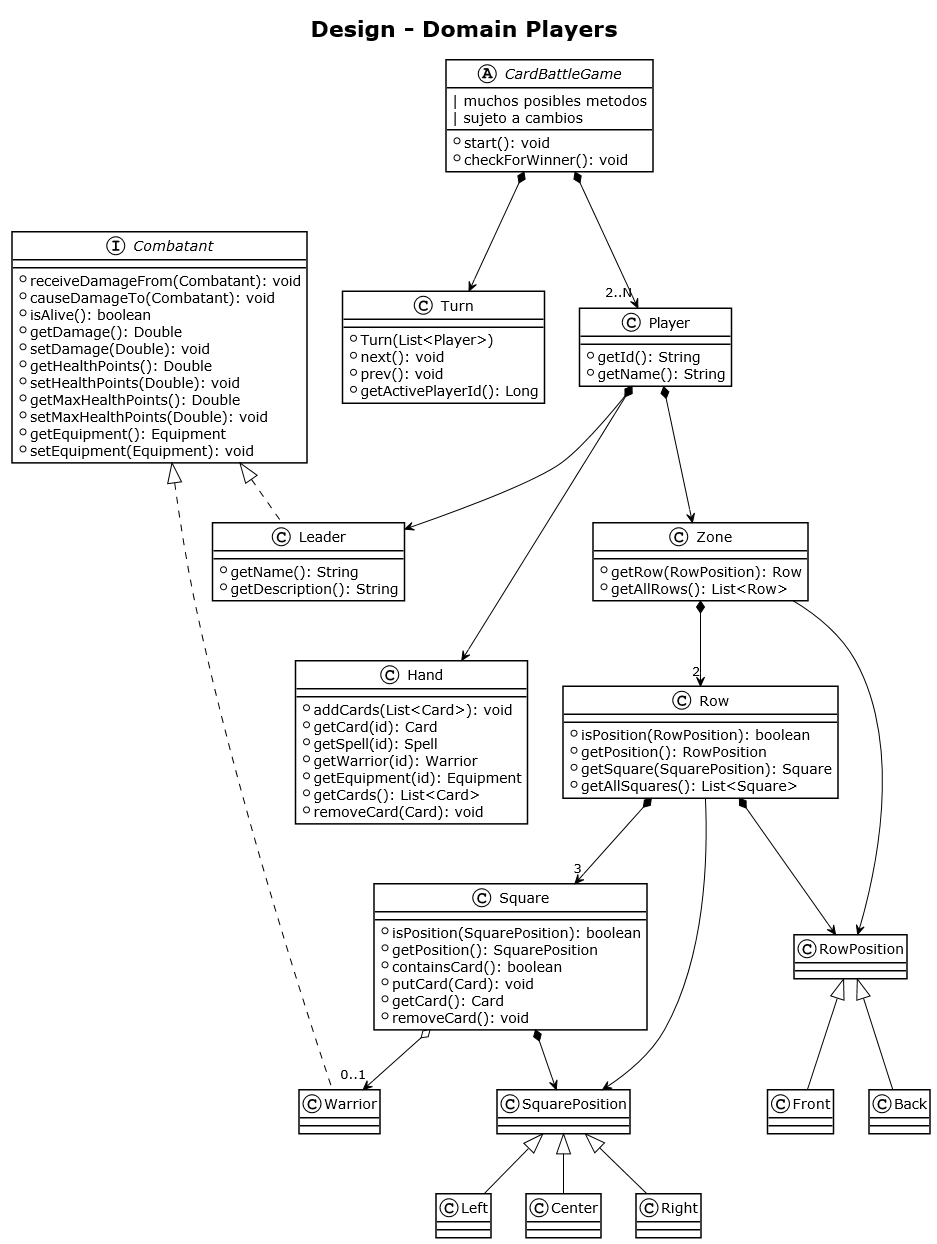 Design - Domain Players
A CardBattleGame
| muchos posibles metodos
| sujeto a cambios
start(): void
checkForWinner(): void
I Combatant
receiveDamageFrom(Combatant): void
causeDamageTo(Combatant): void
isAlive(): boolean
getDamage(): Double
setDamage(Double): void
getHealthPoints(): Double
setHealthPoints(Double): void
getMaxHealthPoints(): Double
setMaxHealthPoints(Double): void
getEquipment(): Equipment
setEquipment(Equipment): void
C Turn
Turn(List<Player>)
next(): void
prev(): void
getActivePlayerId(): Long
2..N
C Player
getId(): String
getName(): String
C Leader
getName(): String
getDescription(): String
C Zone
getRow(RowPosition): Row
getAllRows(): List<Row>
C Hand
addCards(List<Card>): void
getCard(id): Card
getSpell(id): Spell
getWarrior(id): Warrior
getEquipment(id): Equipment
getCards(): List<Card>
removeCard(Card): void
2
C Row
isPosition(RowPosition): boolean
getPosition(): RowPosition
getSquare(SquarePosition): Square
getAllSquares(): List<Square>
3
C Square
isPosition(SquarePosition): boolean
getPosition(): SquarePosition
containsCard(): boolean
putCard(Card): void
getCard(): Card
removeCard(): void
C RowPosition
0..1
C Warrior
C SquarePosition
C Front
C Back
C Left
C Center
C Right